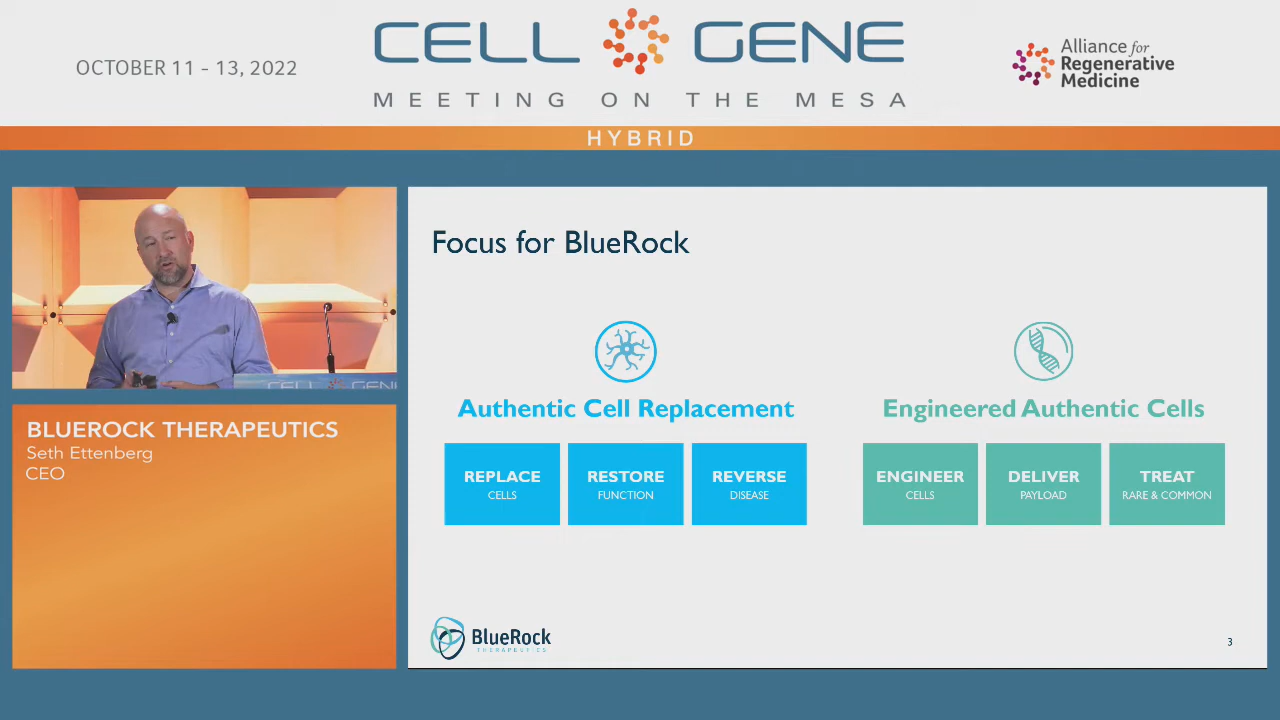 OCTOBER 11 - 13, 2022
CELL GENE
MEETING ON THE MESA
Alliance for
Regenerative
Medicine
HYBRID
CELL GENE
BLUEROCK THERAPEUTICS
Seth Ettenberg
CEO
Focus for BlueRock
Authentic Cell Replacement
REPLACE
CELLS
RESTORE
FUNCTION
REVERSE
DISEASE
Engineered Authentic Cells
ENGINEER
CELLS
DELIVER
PAYLOAD
TREAT
RARE & COMMON
BlueRock
THERAPEUTICS
3